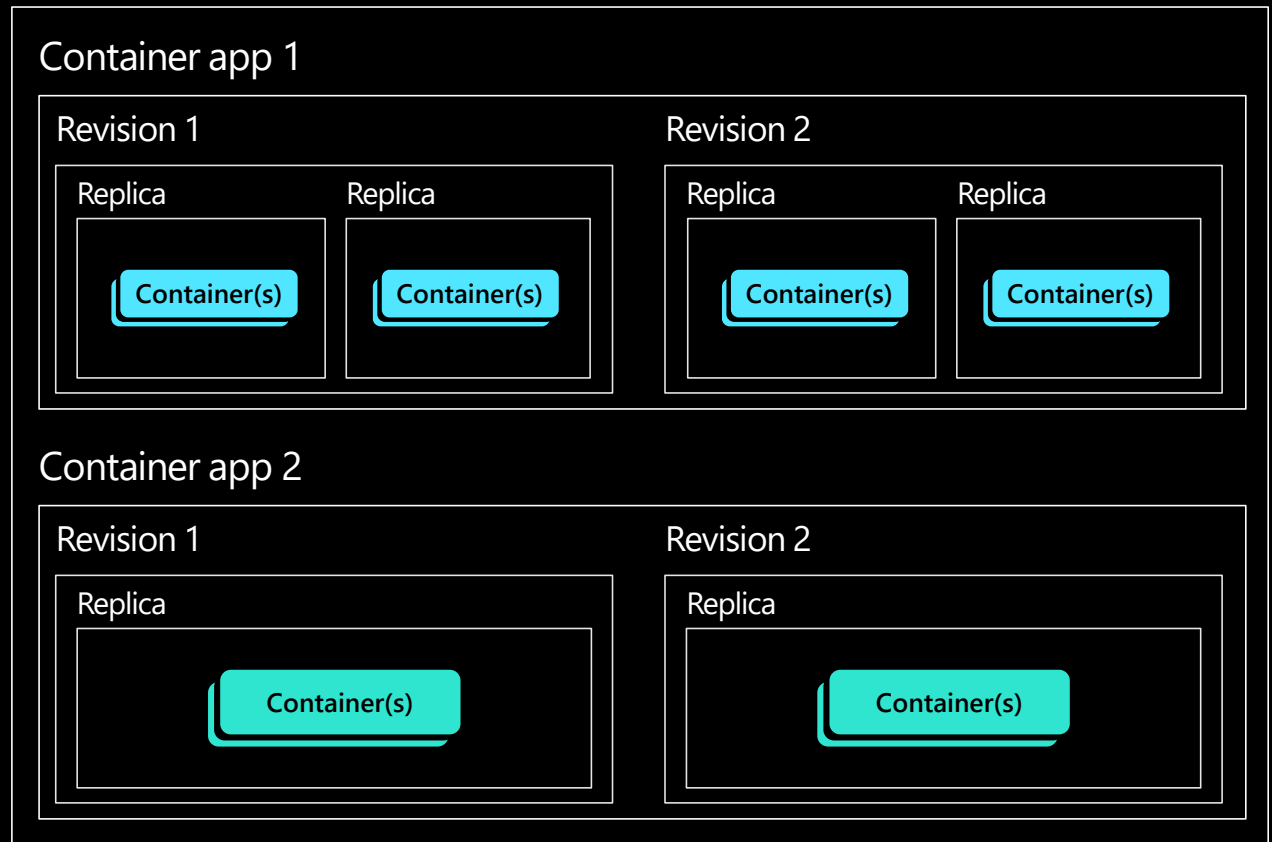 Container app 1
Revision 1 Revision 2
Replica Replica Replica Replica
Container(s) Container(s) Container(s) Container(s)
Container app 2
Revision 1 Revision 2
Replica Replica
Container(s) Container(s)